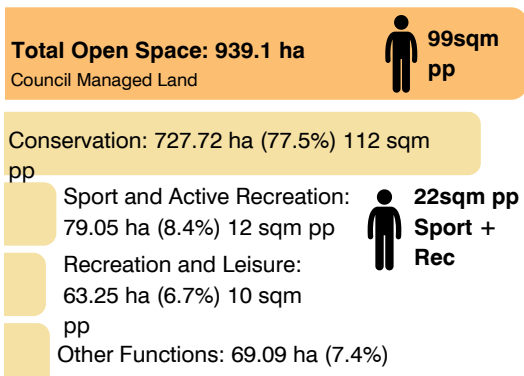 Total Open Space: 939.1 ha
Council Managed Land
99sqm
pp
Conservation: 727.72 ha (77.5%) 112 sqm
pp
Sport and Active Recreation:
79.05 ha (8.4%) 12 sqm pp
22sqm pp
Sport +
Rec
Recreation and Leisure:
63.25 ha (6.7%) 10 sqm
pp
Other Functions: 69.09 ha (7.4%)